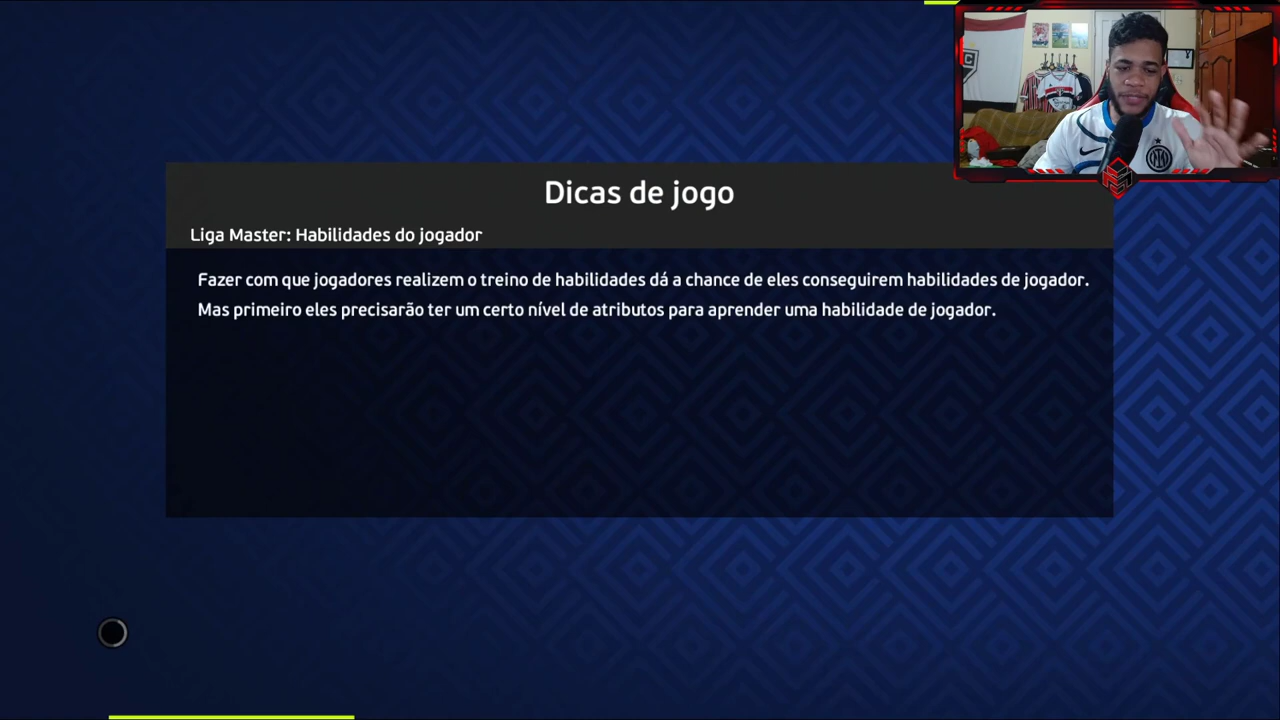 Dicas de jogo
Liga Master: Habilidades do jogador
Fazer com que jogadores realizem o treino de habilidades dá a chance de eles conseguirem habilidades de jogador.
Mas primeiro eles precisarão ter um certo nível de atributos para aprender uma habilidade de jogador.